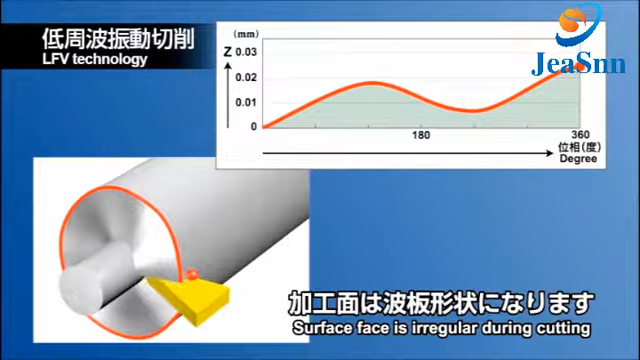 低周波振動切削
LFV technology
(mm)
Z
0.03
0.02
0.01
0
180
360
位相(度)
Degree
JeaSnn
加工面は波板形状になります
Surface face is irregular during cutting